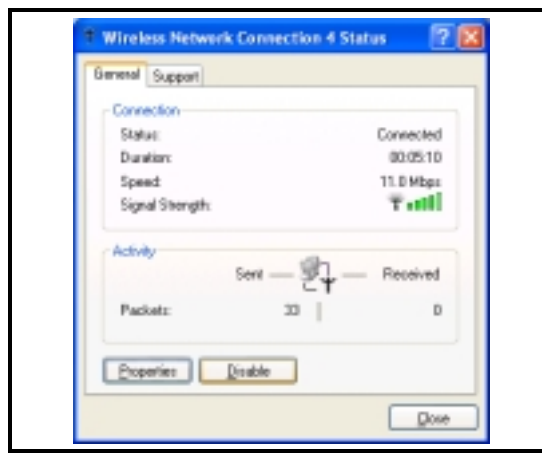 Wireless Network Connection 4 Status
General Support
Connection
Status: Connected
Duration: 00:05:10
Speed: 11.0 Mbps
Signal Strength:
Activity
Sent Received
Packets: 33 0
Properties Disable
Close